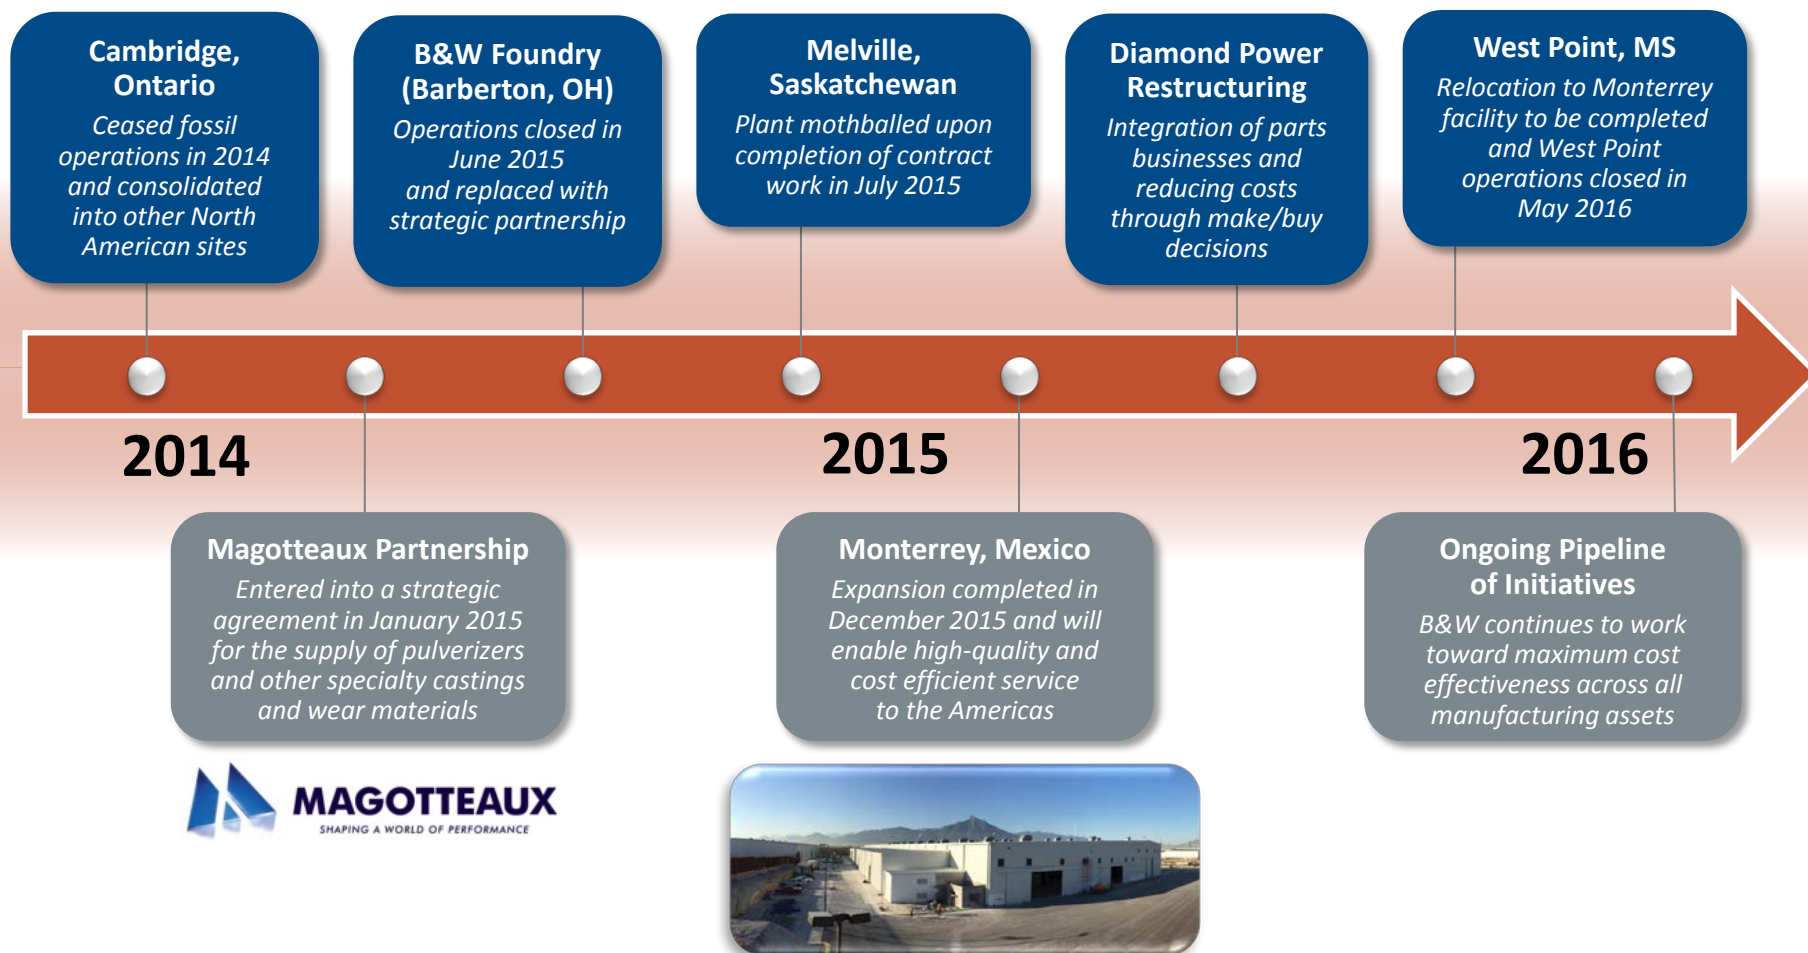 Cambridge,
Ontario
Ceased fossil
operations in 2014
and consolidated
into other North
American sites
B&W Foundry
(Barberton, OH)
Operations closed in
June 2015
and replaced with
strategic partnership
Melville,
Saskatchewan
Plant mothballed upon
completion of contract
work in July 2015
Diamond Power
Restructuring
Integration of parts
businesses and
reducing costs
through make/buy
decisions
West Point, MS
Relocation to Monterrey
facility to be completed
and West Point
operations closed in
May 2016
2014
2015
2016
Magotteaux Partnership
Entered into a strategic
agreement in January 2015
for the supply of pulverizers
and other specialty castings
and wear materials
Monterrey, Mexico
Expansion completed in
December 2015 and will
enable high-quality and
cost efficient service
to the Americas
Ongoing Pipeline
of Initiatives
B&W continues to work
toward maximum cost
effectiveness across all
manufacturing assets
MAGOTTEAUX
SHAPING A WORLD OF PERFORMANCE